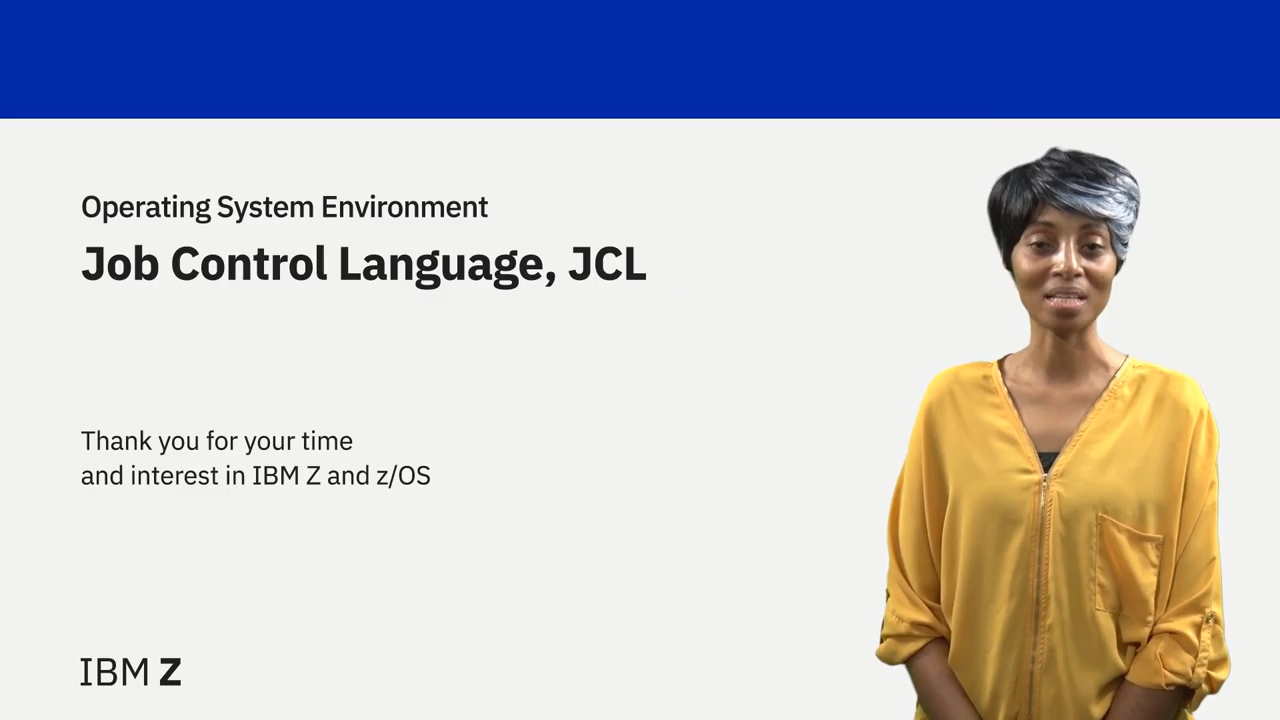 Operating System Environment
Job Control Language, JCL
Thank you for your time
and interest in IBM Z and z/OS
IBM Z